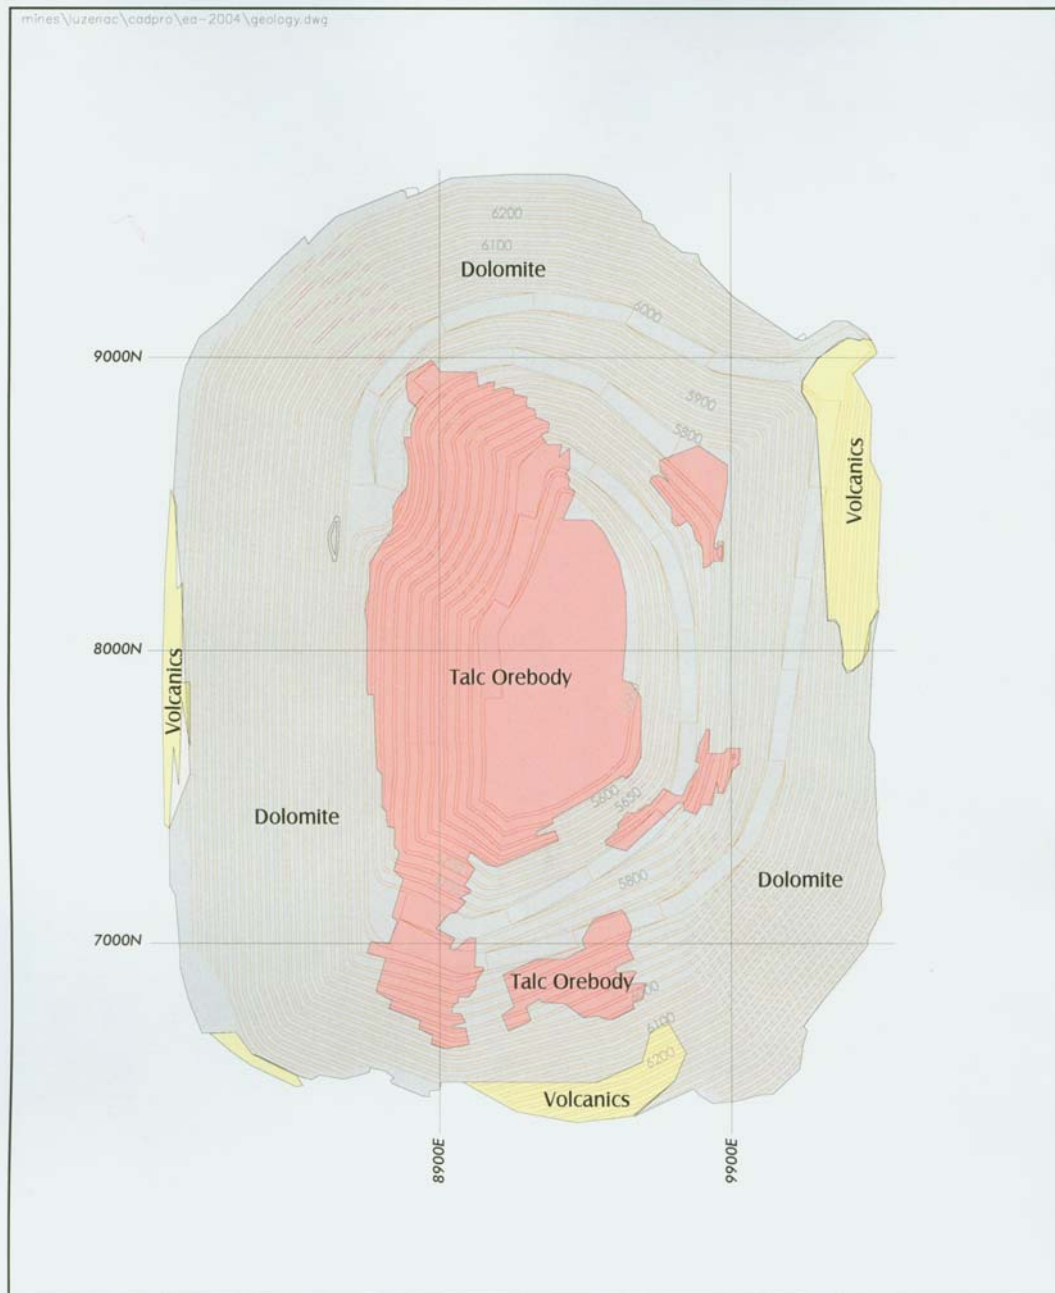 mines\luzenac\cadpro\ea-2004\geology.dwg
6200
6100
Dolomite
6000
9000N
5900
5800
Volcanics
8000N
Talc Orebody
Volcanics
5600
5650
Dolomite
5800
Dolomite
7000N
Talc Orebody
6100
6200
Volcanics
8900E
9900E